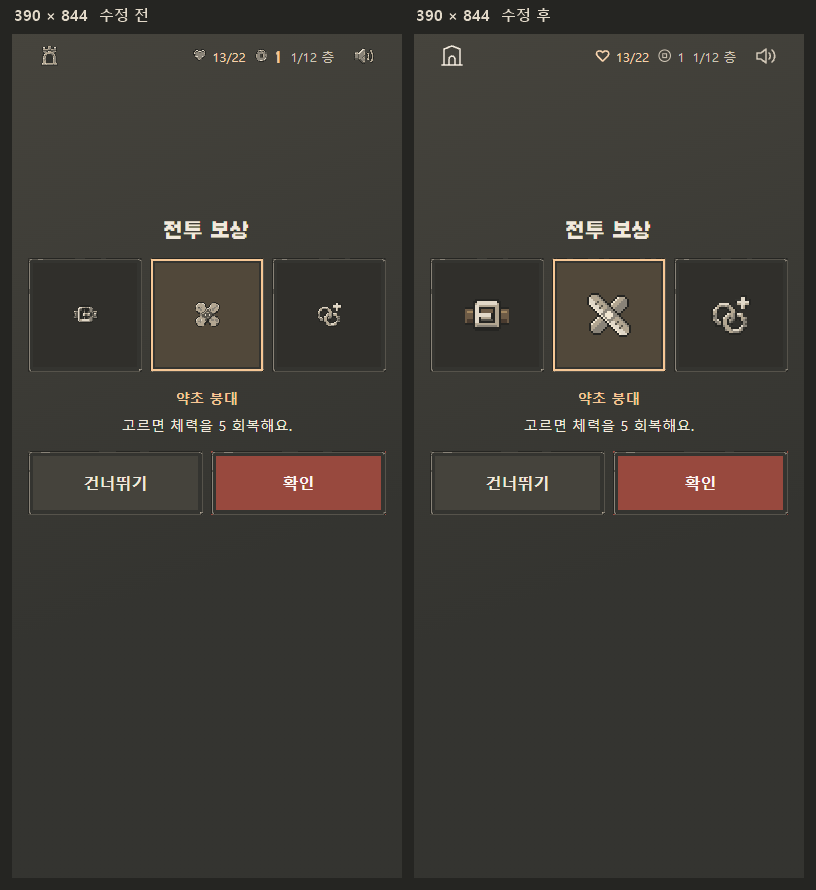 390 × 844 수정 전
13/22 1 1/12 층
전투 보상
약초 붕대
고르면 체력을 5 회복해요.
건너뛰기 확인
390 × 844 수정 후
13/22 1 1/12 층
전투 보상
약초 붕대
고르면 체력을 5 회복해요.
건너뛰기 확인